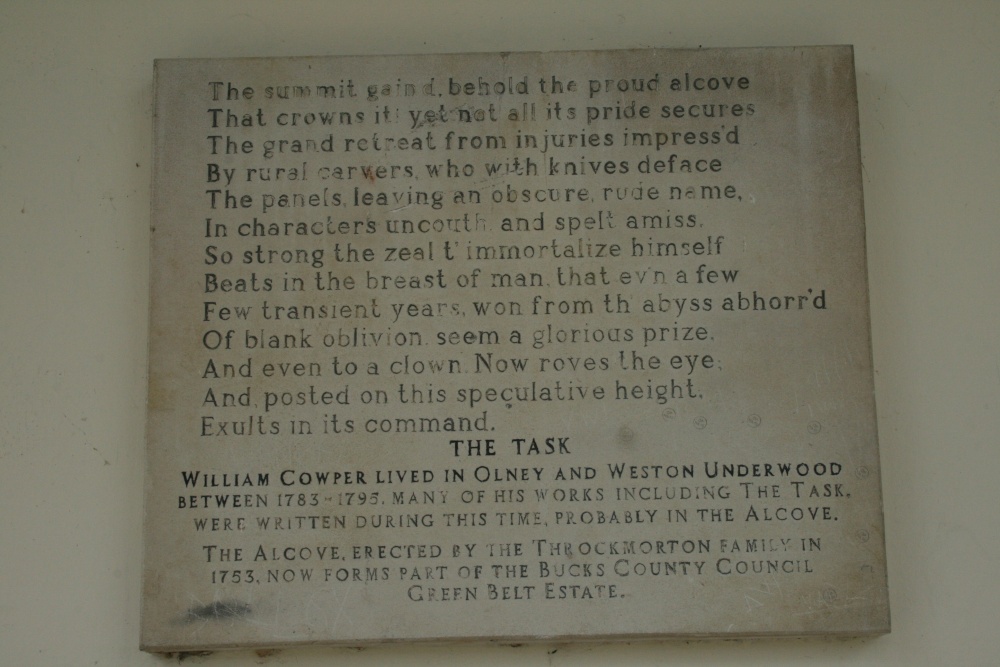 The summit gain'd, behold the proud alcove
That crowns it! yet not all its pride secures
The grand retreat from injuries impress'd
By rural carvers, who with knives deface
The panels, leaving an obscure, rude name,
In characters uncouth, and spelt amiss.
So strong the zeal t' immortalize himself
Beats in the breast of man, that ev'n a few
Few transient years, won from th' abyss abhorr'd
Of blank oblivion, seem a glorious prize,
And even to a clown. Now roves the eye;
And, posted on this speculative height,
Exults in its command.
THE TASK
WILLIAM COWPER LIVED IN OLNEY AND WESTON UNDERWOOD
BETWEEN 1783-1795. MANY OF HIS WORKS INCLUDING THE TASK,
WERE WRITTEN DURING THIS TIME, PROBABLY IN THE ALCOVE.
THE ALCOVE, ERECTED BY THE THROCKMORTON FAMILY IN
1753, NOW FORMS PART OF THE BUCKS COUNTY COUNCIL
GREEN BELT ESTATE.